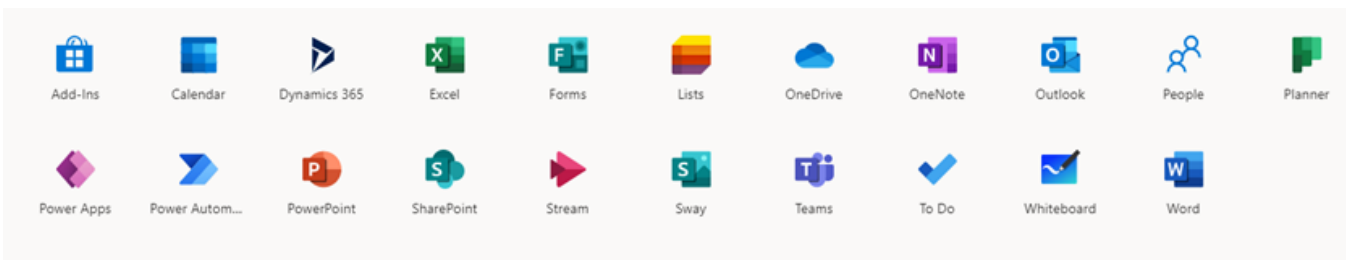 Add-Ins Calendar Dynamics 365 Excel Forms Lists OneDrive OneNote Outlook People Planner
Power Apps Power Autom... PowerPoint SharePoint Stream Sway Teams To Do Whiteboard Word